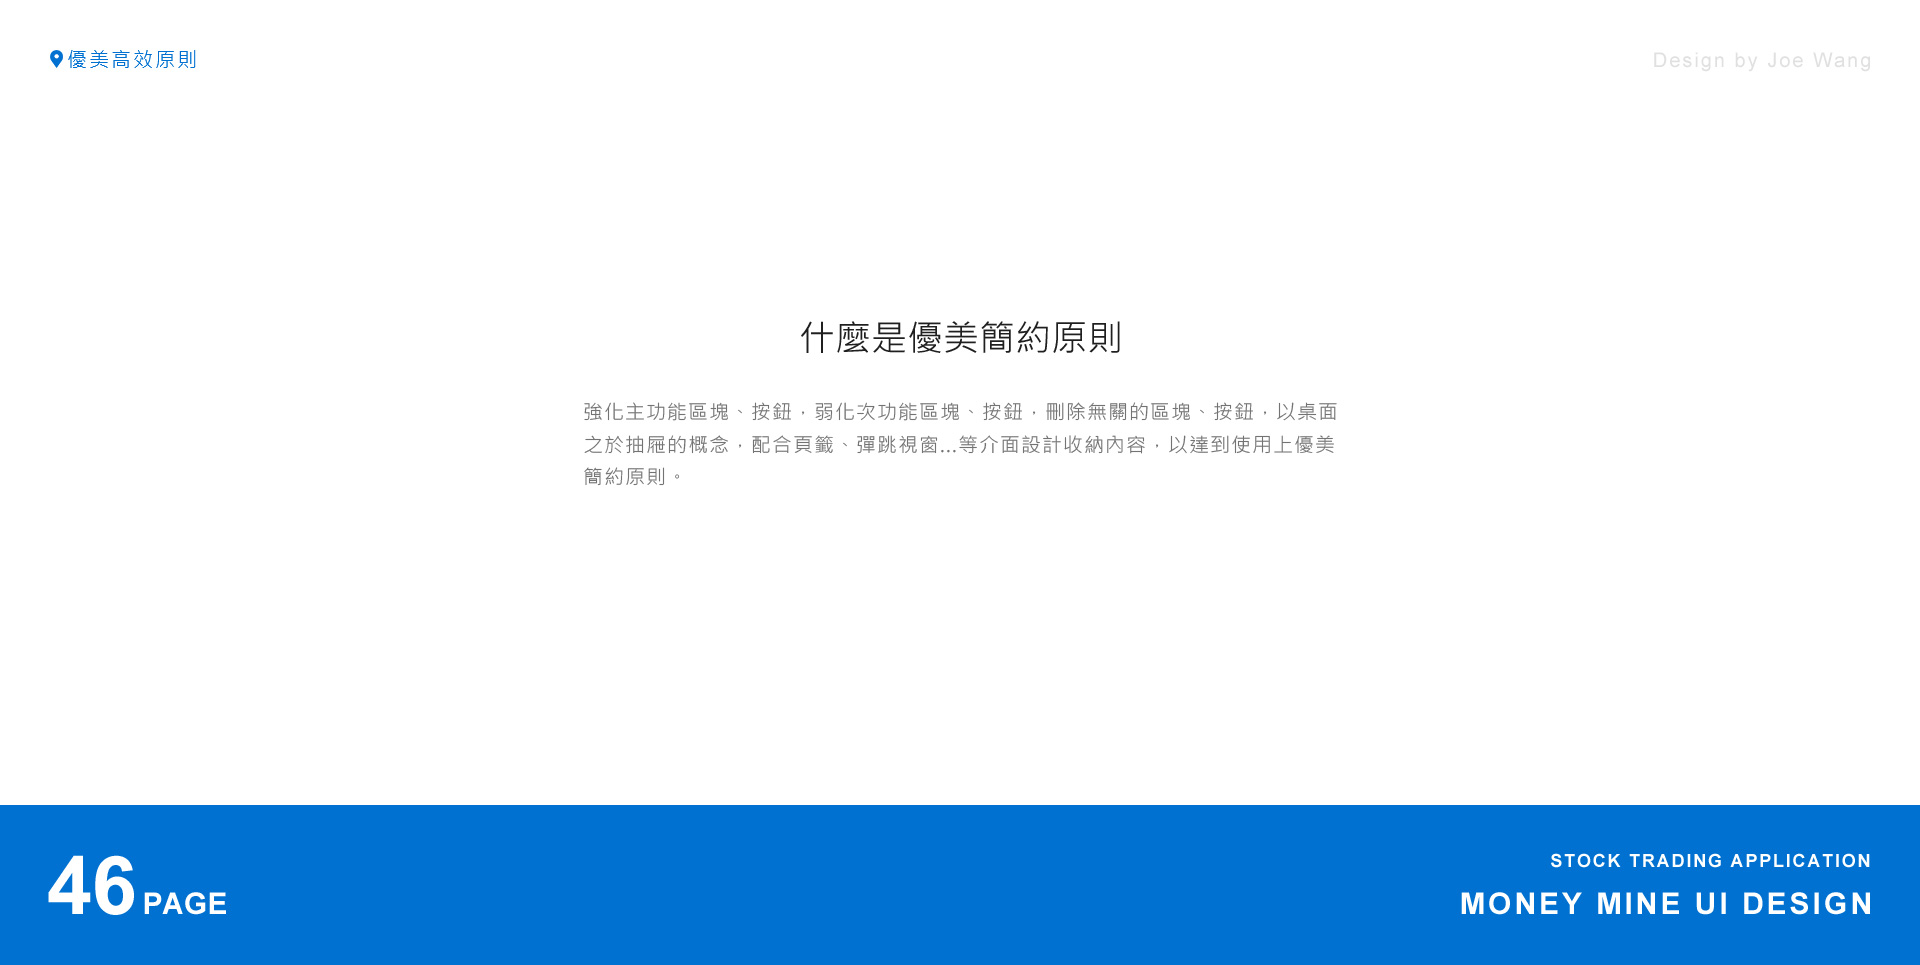 優美高效原則
Design by Joe Wang
什麼是優美簡約原則
強化主功能區塊、按鈕，弱化次功能區塊、按鈕，刪除無關的區塊、按鈕，以桌面
之於抽屜的概念，配合頁籤、彈跳視窗...等介面設計收納內容，以達到使用上優美
簡約原則。
46 PAGE
STOCK TRADING APPLICATION
MONEY MINE UI DESIGN